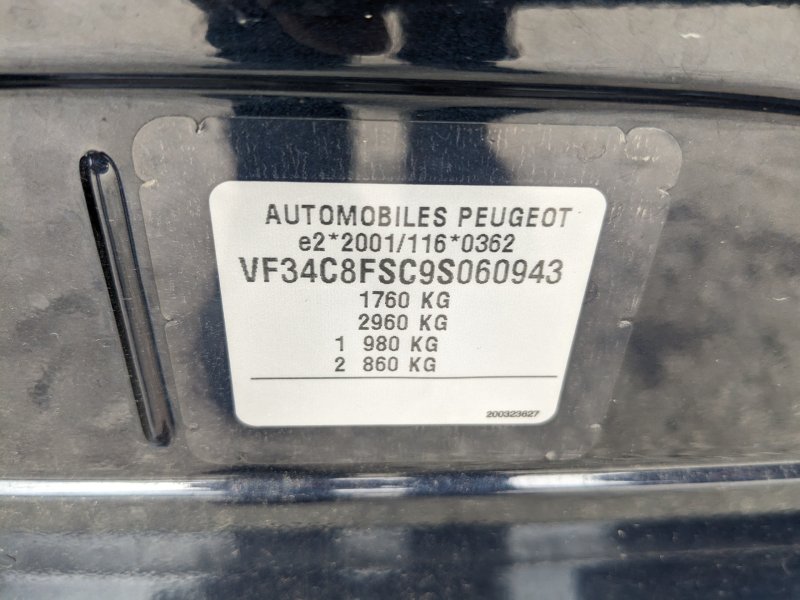 AUTOMOBILES PEUGEOT
e2*2001/116*0362
VF34C8FSC9S060943
1760 KG
2960 KG
1 980 KG
2 860 KG
200323627